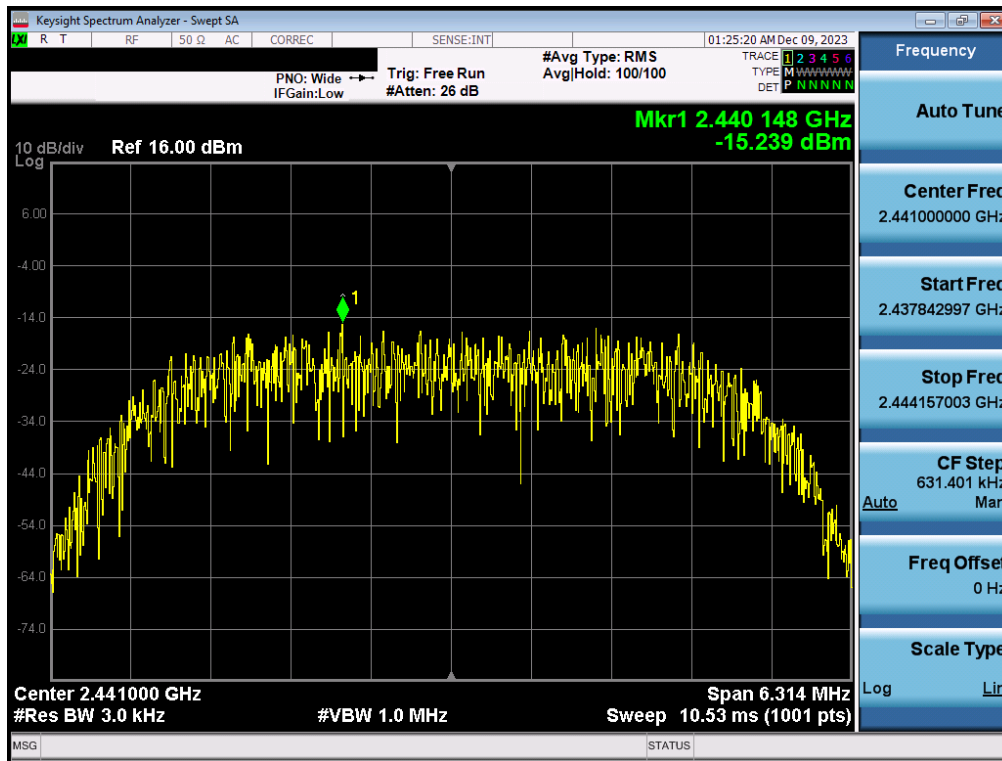 Keysight Spectrum Analyzer - Swept SA
LXI R T RF 50 Ω AC CORREC SENSE:INT 01:25:20 AM Dec 09, 2023
PNO: Wide
IFGain:Low
Trig: Free Run
#Atten: 26 dB
#Avg Type: RMS
Avg|Hold: 100/100
TRACE 1 2 3 4 5 6
TYPE M WWWWW
DET P N N N N N
Mkr1 2.440 148 GHz
-15.239 dBm
10 dB/div
Log
Ref 16.00 dBm
6.00
-4.00
-14.0
-24.0
-34.0
-44.0
-54.0
-64.0
-74.0
1
Center 2.441000 GHz
Span 6.314 MHz
#Res BW 3.0 kHz
#VBW 1.0 MHz
Sweep 10.53 ms (1001 pts)
MSG STATUS
Frequency
Auto Tune
Center Freq
2.441000000 GHz
Start Freq
2.437842997 GHz
Stop Freq
2.444157003 GHz
CF Step
631.401 kHz
Auto Man
Freq Offset
0 Hz
Scale Type
Log Lin